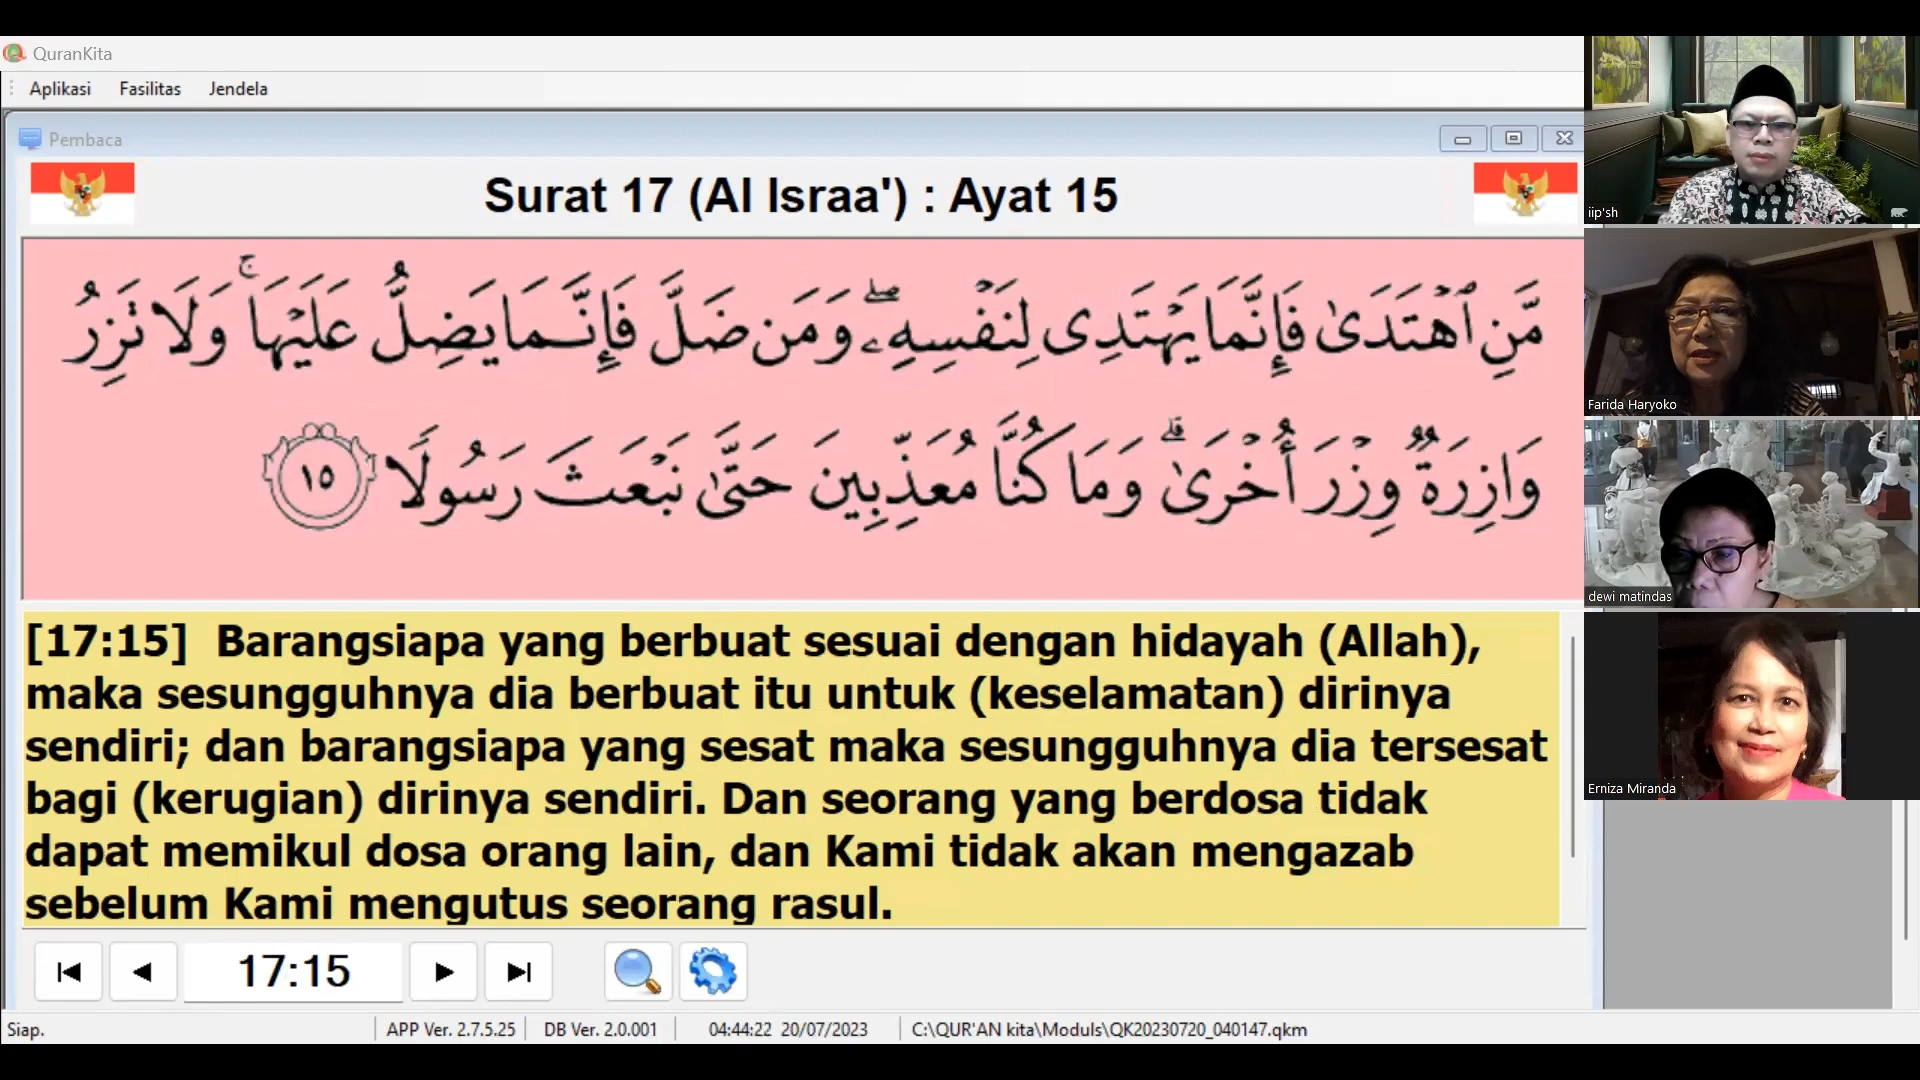 QuranKita
Aplikasi Fasilitas Jendela
Pembaca
Surat 17 (Al Israa') : Ayat 15
مَّنِ ٱهْتَدَىٰ فَإِنَّمَا يَهْتَدِى لِنَفْسِهِۦۖ وَمَن ضَلَّ فَإِنَّمَا يَضِلُّ عَلَيْهَاۚ وَلَا تَزِرُ
وَازِرَةٌ وِزْرَ أُخْرَىٰۗ وَمَا كُنَّا مُعَذِّبِينَ حَتَّىٰ نَبْعَثَ رَسُولًا ١٥
[17:15] Barangsiapa yang berbuat sesuai dengan hidayah (Allah),
maka sesungguhnya dia berbuat itu untuk (keselamatan) dirinya
sendiri; dan barangsiapa yang sesat maka sesungguhnya dia tersesat
bagi (kerugian) dirinya sendiri. Dan seorang yang berdosa tidak
dapat memikul dosa orang lain, dan Kami tidak akan mengazab
sebelum Kami mengutus seorang rasul.
17:15
Siap. APP Ver. 2.7.5.25 DB Ver. 2.0.001 04:44:22 20/07/2023 C:\QUR'AN kita\Moduls\QK20230720_040147.qkm
iip'sh
Farida Haryoko
dewi matindas
Erniza Miranda